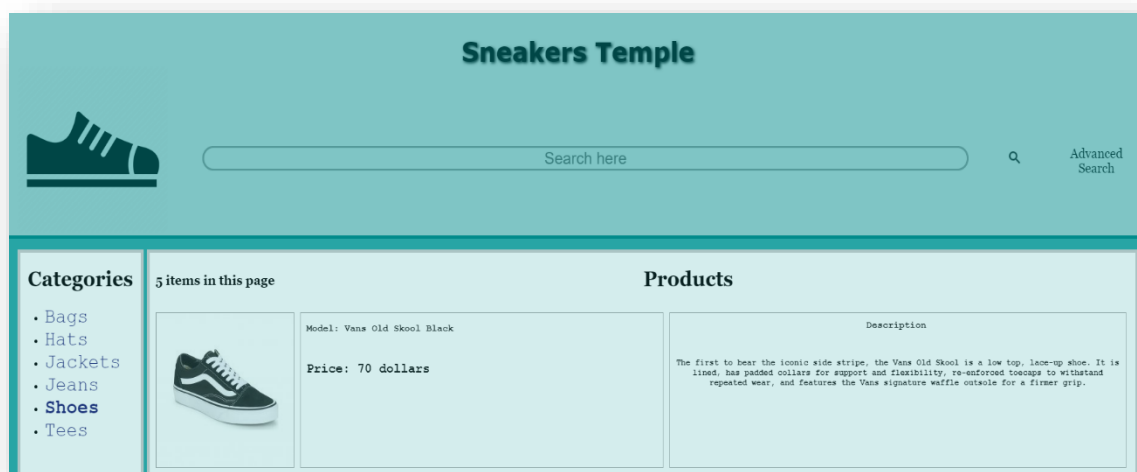 Sneakers Temple
Search here
Advanced
Search
Categories
Bags
Hats
Jackets
Jeans
Shoes
Tees
5 items in this page
Products
Model: Vans Old Skool Black
Price: 70 dollars
Description
The first to bear the iconic side stripe, the Vans Old Skool is a low top, lace-up shoe. It is
lined, has padded collars for support and flexibility, re-enforced toecaps to withstand
repeated wear, and features the Vans signature waffle outsole for a firmer grip.